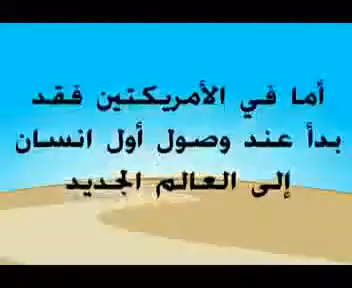 أما في الأمريكتين فقد
بدأ عند وصول أول انسان
إلى العالم الجديد